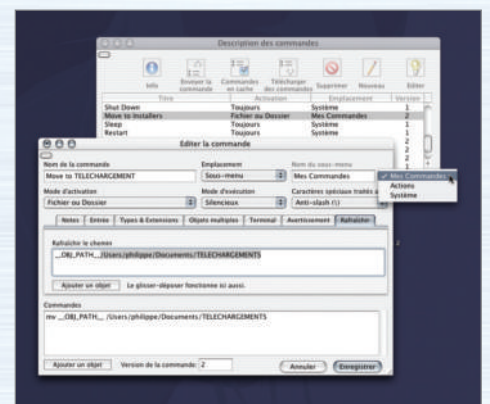 Description des commandes
Info
Envoyer la commande
Commandes en cache
Télécharger des commandes
Supprimer
Nouveau
Editer
Titre Activation Emplacement Version
Shut Down Toujours Système 1
Move to Installers Fichier ou Dossier Mes Commandes 2
Sleep Toujours Système 1
Restart Toujours Système 1
2
2
2
1
1
Editer la commande
Nom de la commande Emplacement Nom du sous-menu
Move to TELECHARGEMENT Sous-menu Mes Commandes
Mes Commandes
Actions
Système
Mode d'activation Mode d'exécution Caractères spéciaux traités
Fichier ou Dossier Silencieux Anti-slash (\)
Notes Entrée Types & Extensions Objets multiples Terminal Avertissement Rafraîchir
Rafraîchir le chemin
__OBJ_PATH__/Users/philippe/Documents/TELECHARGEMENTS
Ajouter un objet Le glisser-déposer fonctionne ici aussi.
Commandes
mv __OBJ_PATH__ /Users/philippe/Documents/TELECHARGEMENTS
Ajouter un objet Version de la commande: 2 Annuler Enregistrer